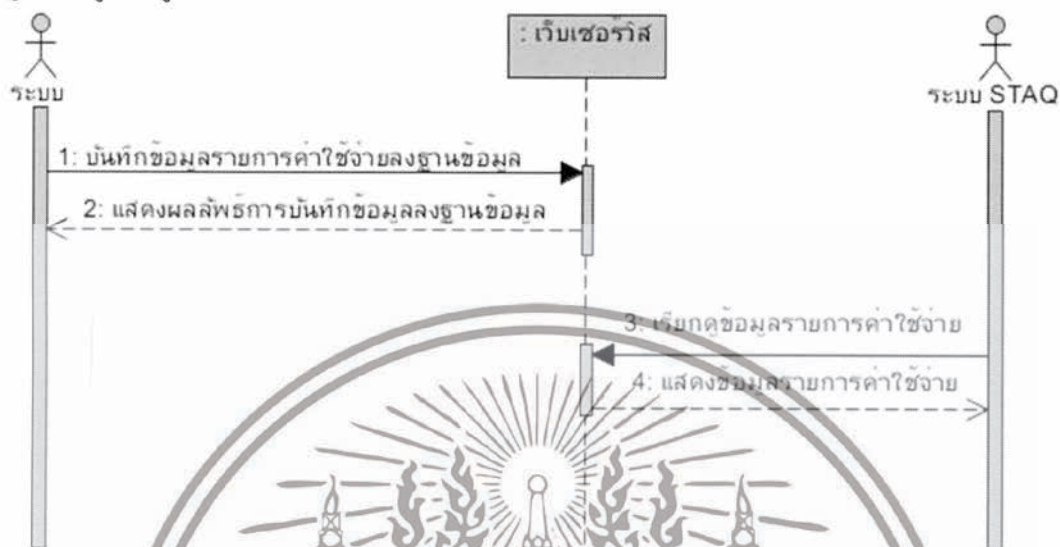 : เว็บเซอร์วิส
ระบบ
ระบบ STAQ
1: บันทึกข้อมูลรายการค่าใช้จ่ายลงฐานข้อมูล
2: แสดงผลลัพธ์การบันทึกข้อมูลลงฐานข้อมูล
3: เรียกดูข้อมูลรายการค่าใช้จ่าย
4: แสดงข้อมูลรายการค่าใช้จ่าย